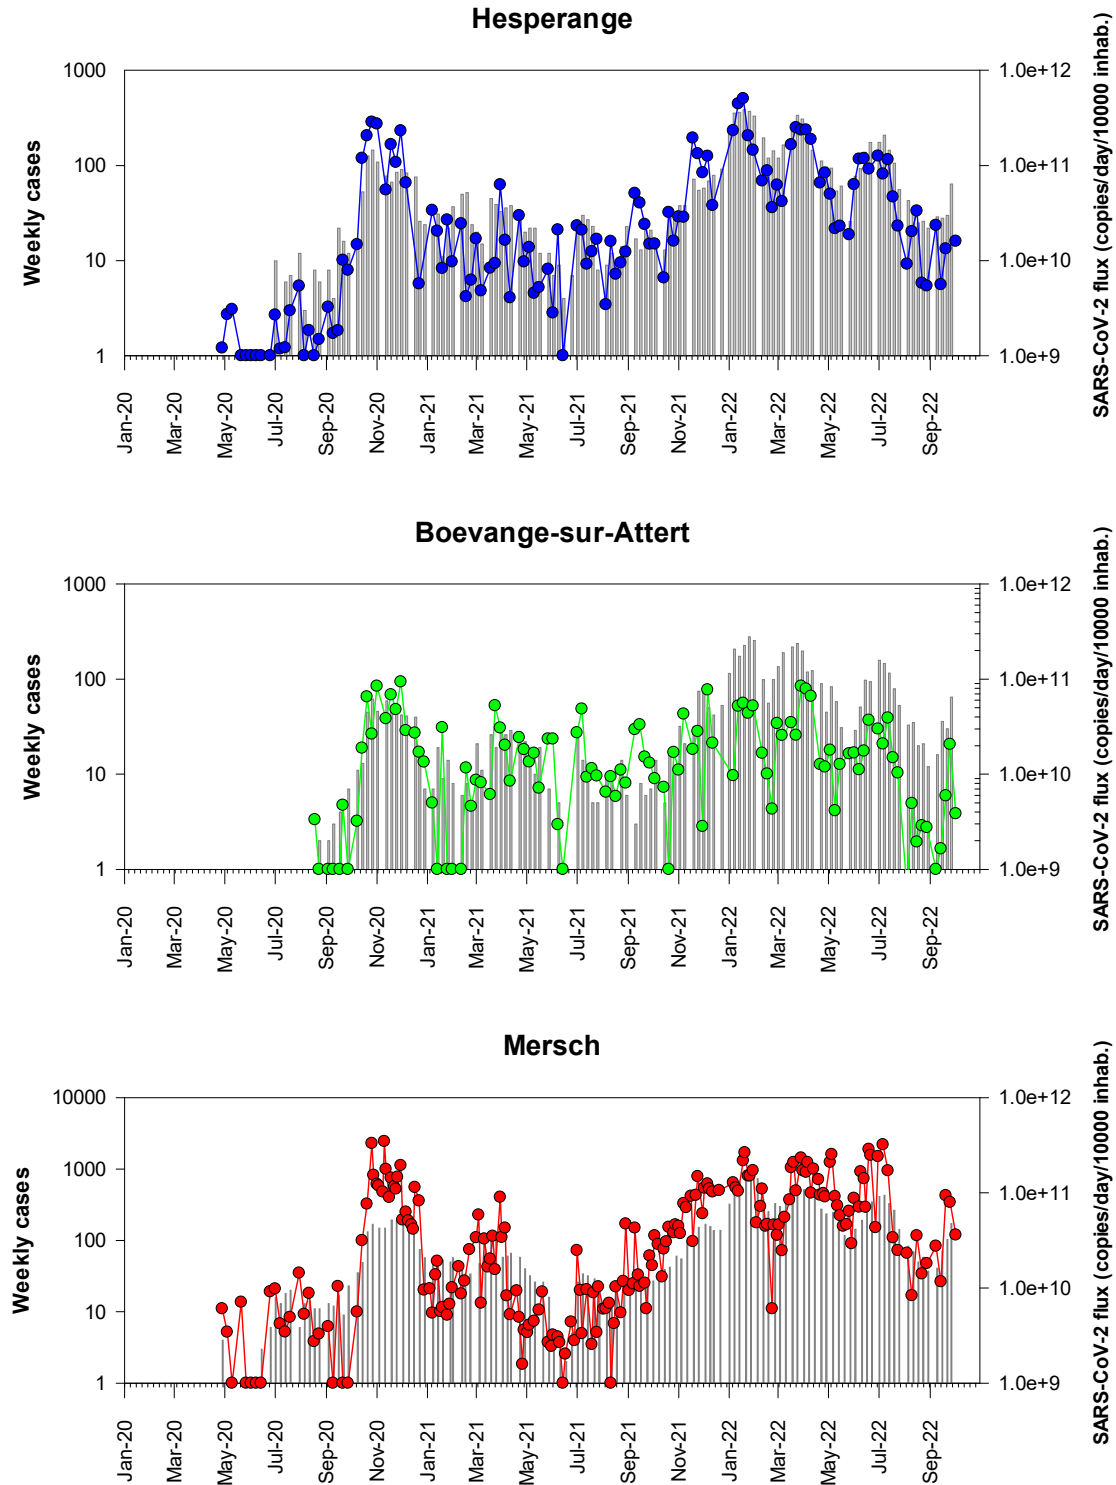 Hesperange
Weekly cases
SARS-CoV-2 flux (copies/day/10000 inhab.)
1000
100
10
1
1.0e+12
1.0e+11
1.0e+10
1.0e+9
Jan-20
Mar-20
May-20
Jul-20
Sep-20
Nov-20
Jan-21
Mar-21
May-21
Jul-21
Sep-21
Nov-21
Jan-22
Mar-22
May-22
Jul-22
Sep-22
Boevange-sur-Attert
Weekly cases
SARS-CoV-2 flux (copies/day/10000 inhab.)
1000
100
10
1
1.0e+12
1.0e+11
1.0e+10
1.0e+9
Jan-20
Mar-20
May-20
Jul-20
Sep-20
Nov-20
Jan-21
Mar-21
May-21
Jul-21
Sep-21
Nov-21
Jan-22
Mar-22
May-22
Jul-22
Sep-22
Mersch
Weekly cases
SARS-CoV-2 flux (copies/day/10000 inhab.)
10000
1000
100
10
1
1.0e+12
1.0e+11
1.0e+10
1.0e+9
Jan-20
Mar-20
May-20
Jul-20
Sep-20
Nov-20
Jan-21
Mar-21
May-21
Jul-21
Sep-21
Nov-21
Jan-22
Mar-22
May-22
Jul-22
Sep-22